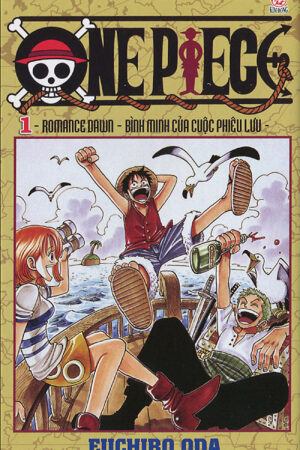 ONE PIECE
1 - ROMANCE DAWN - BÌNH MINH CỦA CUỘC PHIÊU LƯU
EIICHIRO ODA